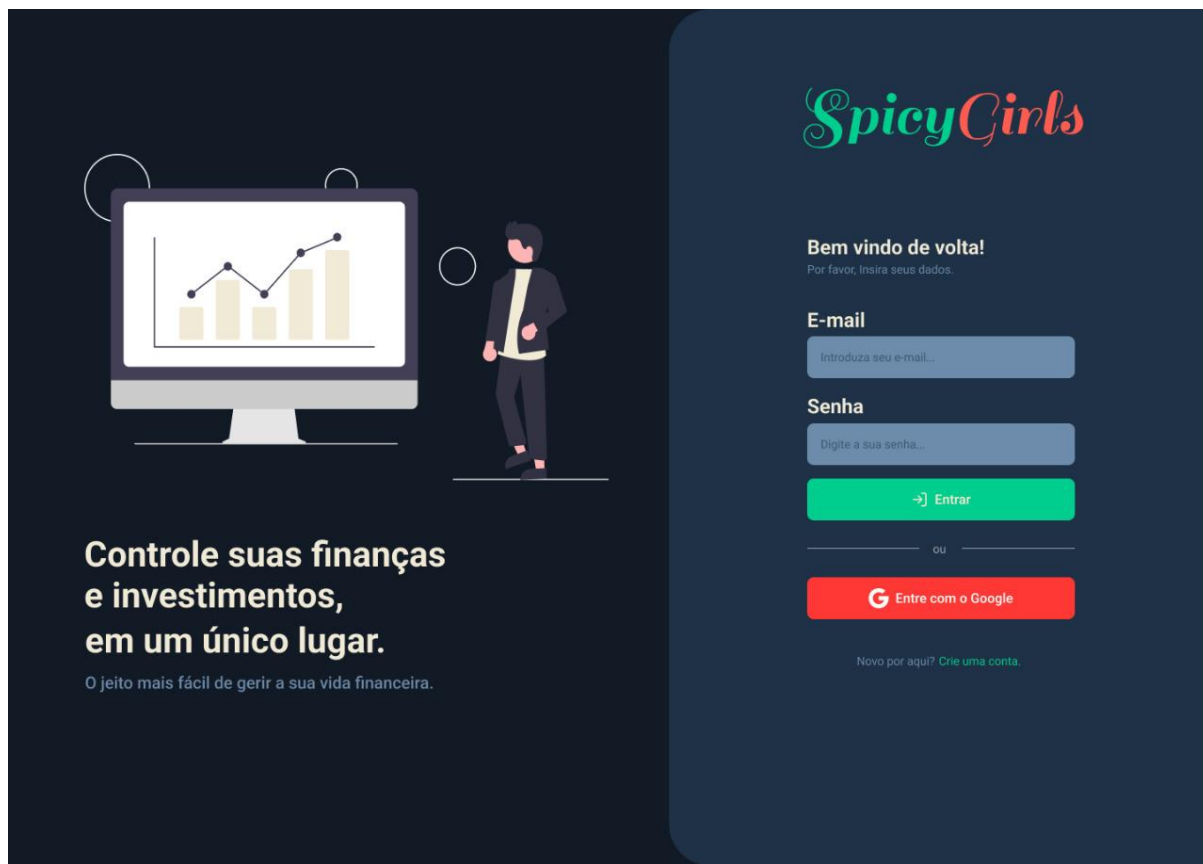 Controle suas finanças
e investimentos,
em um único lugar.
O jeito mais fácil de gerir a sua vida financeira.
SpicyGirls
Bem vindo de volta!
Por favor, Insira seus dados.
E-mail
Introduza seu e-mail...
Senha
Digite a sua senha...
Entrar
ou
Entre com o Google
Novo por aqui? Crie uma conta.